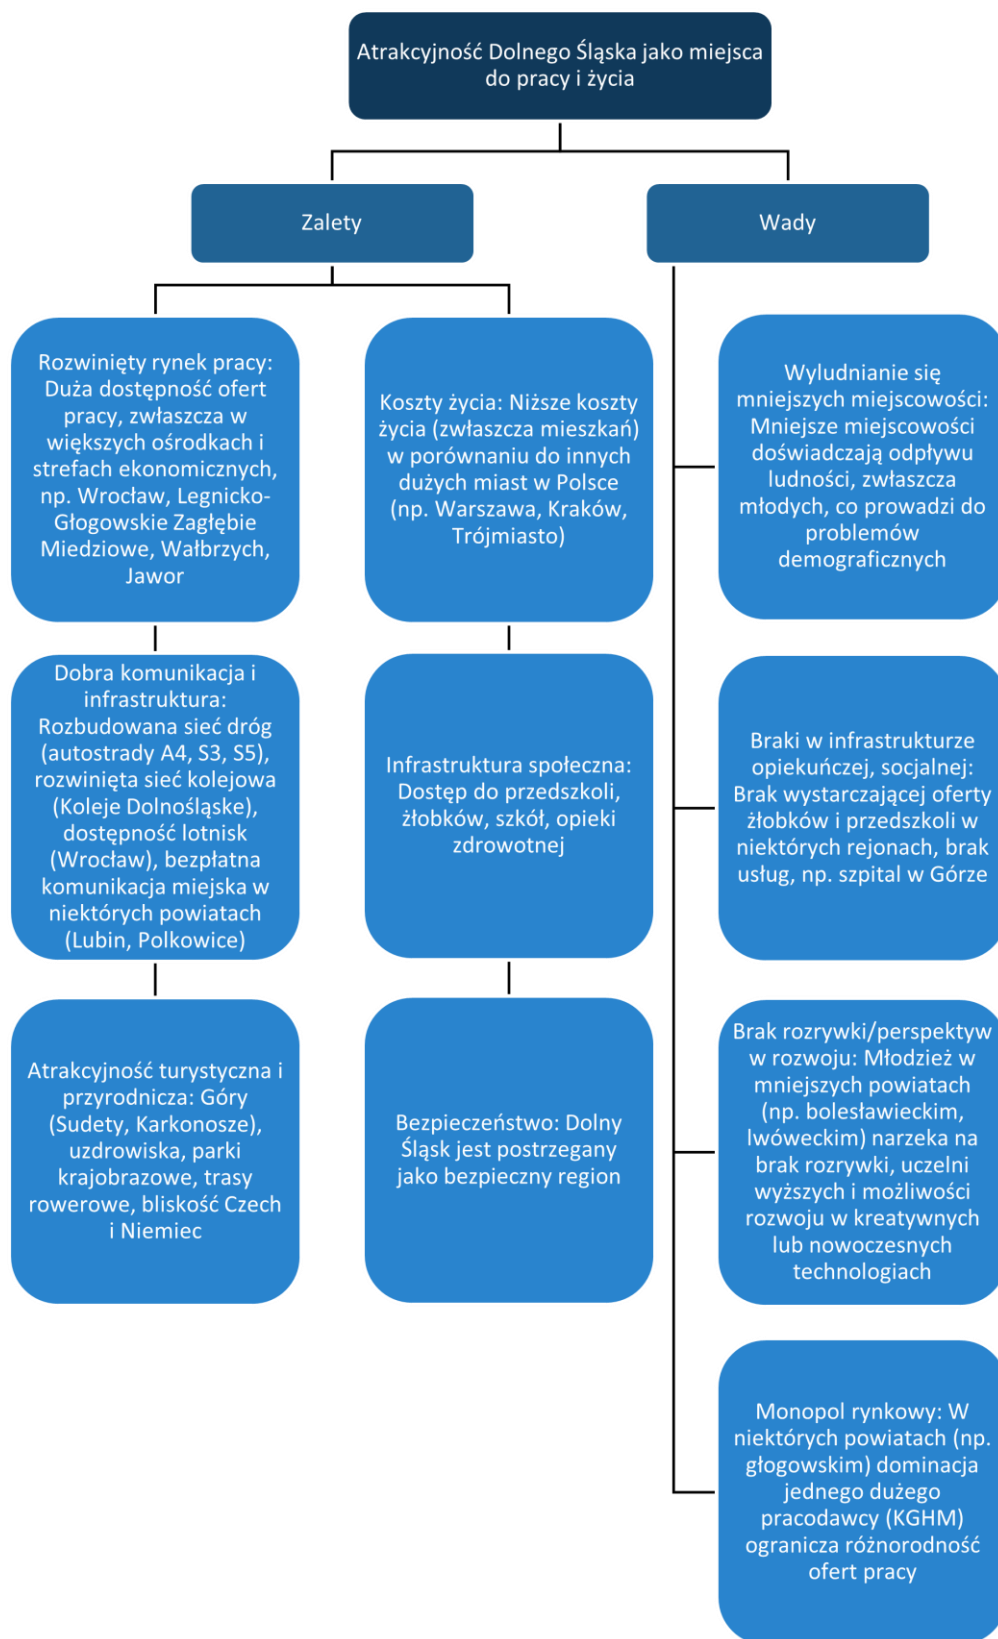 Atrakcyjność Dolnego Śląska jako miejsca
do pracy i życia
Zalety
Wady
Rozwinięty rynek pracy:
Duża dostępność ofert
pracy, zwłaszcza w
większych ośrodkach i
strefach ekonomicznych,
np. Wrocław, Legnicko-
Głogowskie Zagłębie
Miedziowe, Wałbrzych,
Jawor
Koszty życia: Niższe koszty
życia (zwłaszcza mieszkań)
w porównaniu do innych
dużych miast w Polsce
(np. Warszawa, Kraków,
Trójmiasto)
Wyludnianie się
mniejszych miejscowości:
Mniejsze miejscowości
doświadczają odpływu
ludności, zwłaszcza
młodych, co prowadzi do
problemów
demograficznych
Dobra komunikacja i
infrastruktura:
Rozbudowana sieć dróg
(autostrady A4, S3, S5),
rozwinięta sieć kolejowa
(Koleje Dolnośląske),
dostępność lotnisk
(Wrocław), bezpłatna
komunikacja miejska w
niektórych powiatach
(Lubin, Polkowice)
Infrastruktura społeczna:
Dostęp do przedszkoli,
żłobków, szkół, opieki
zdrowotnej
Braki w infrastrukturze
opiekuńczej, socjalnej:
Brak wystarczającej oferty
żłobków i przedszkoli w
niektórych rejonach, brak
usług, np. szpital w Górze
Atrakcyjność turystyczna i
przyrodnicza: Góry
(Sudety, Karkonosze),
uzdrowiska, parki
krajobrazowe, trasy
rowerowe, bliskość Czech
i Niemiec
Bezpieczeństwo: Dolny
Śląsk jest postrzegany
jako bezpieczny region
Brak rozrywki/perspektyw
w rozwoju: Młodzież w
mniejszych powiatach
(np. bolesławieckim,
lwóweckim) narzeka na
brak rozrywki, uczelni
wyższych i możliwości
rozwoju w kreatywnych
lub nowoczesnych
technologiach
Monopol rynkowy: W
niektórych powiatach (np.
głogowskim) dominacja
jednego dużego
pracodawcy (KGHM)
ogranicza różnorodność
ofert pracy